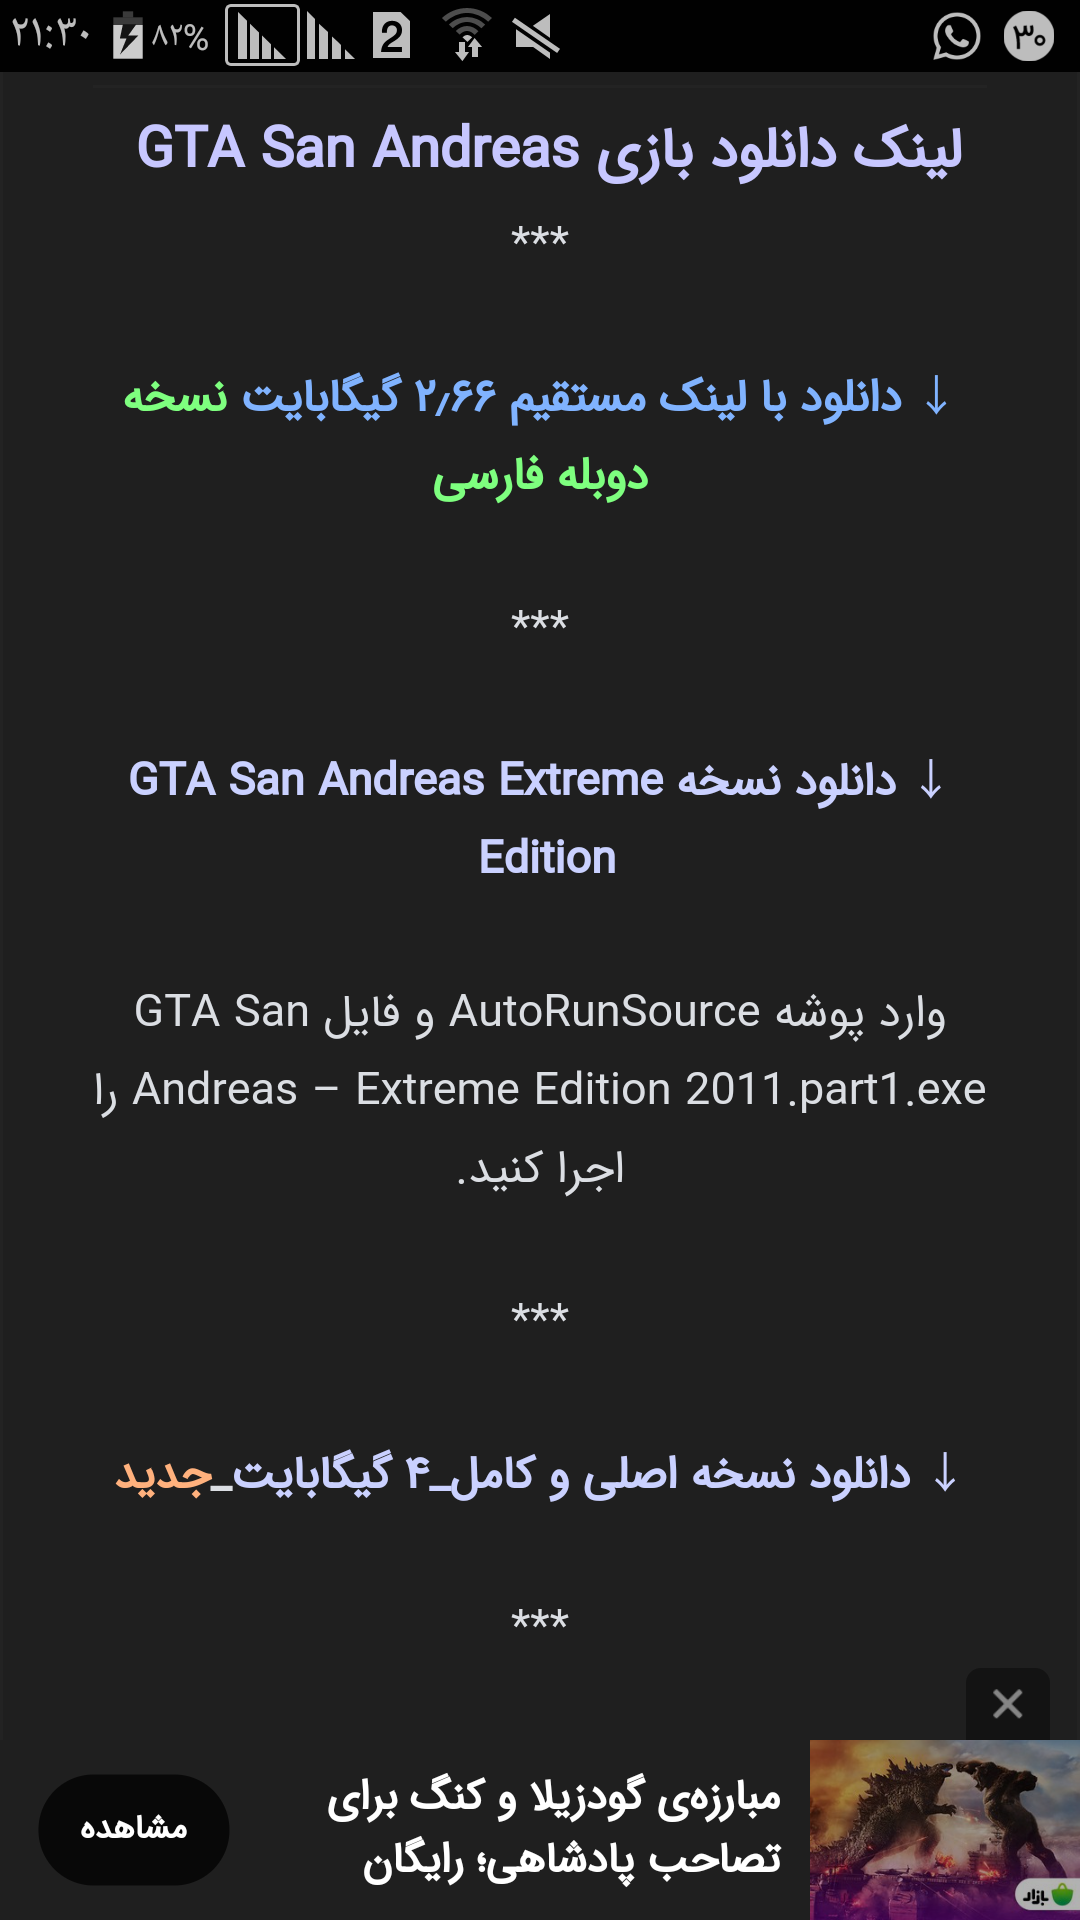 ۲۱:۳۰ ۸۲% 2 ۳۰
لینک دانلود بازی GTA San Andreas
***
↓ دانلود با لینک مستقیم ۲٫۶۶ گیگابایت نسخه
دوبله فارسی
***
↓ دانلود نسخه GTA San Andreas Extreme
Edition
وارد پوشه AutoRunSource و فایل GTA San
Andreas – Extreme Edition 2011.part1.exe را
اجرا کنید.
***
↓ دانلود نسخه اصلی و کامل_۴ گیگابایت_جدید
***
مبارزه‌ی گودزیلا و کنگ برای
تصاحب پادشاهی؛ رایگان
مشاهده
بازار